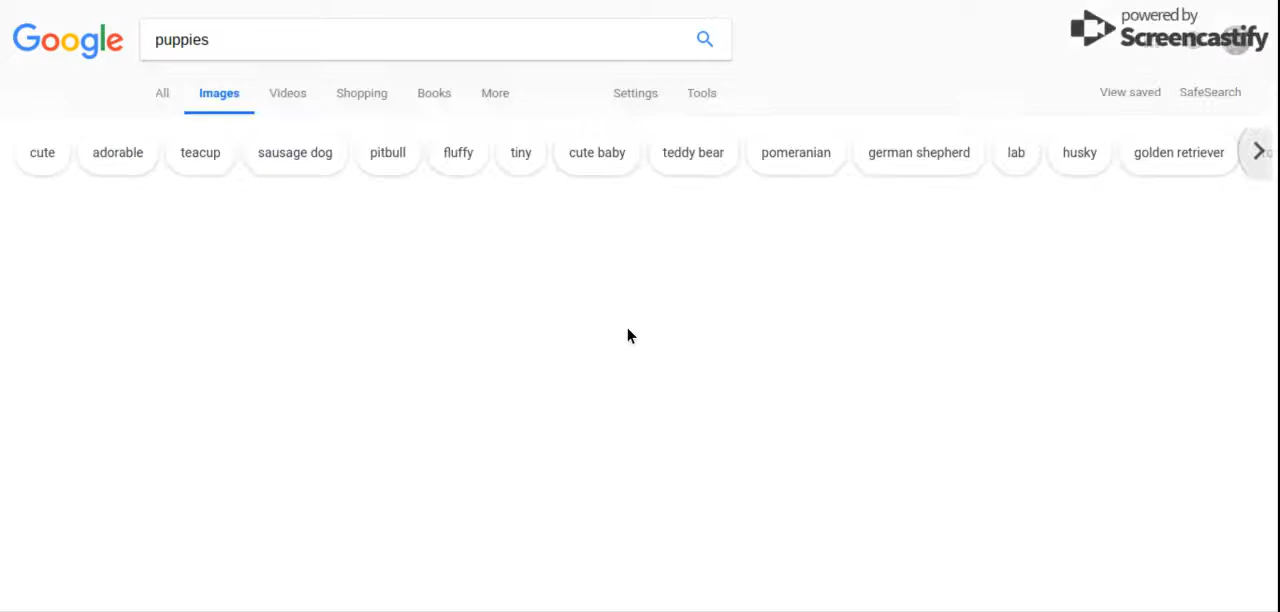 Google
puppies
powered by
Screencastify
All Images Videos Shopping Books More Settings Tools View saved SafeSearch
cute adorable teacup sausage dog pitbull fluffy tiny cute baby teddy bear pomeranian german shepherd lab husky golden retriever